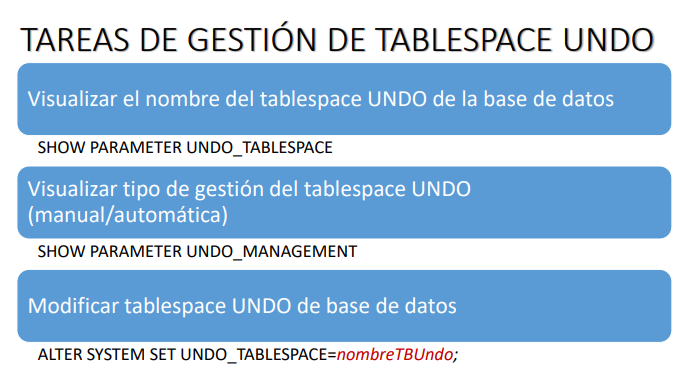 TAREAS DE GESTIÓN DE TABLESPACE UNDO
Visualizar el nombre del tablespace UNDO de la base de datos
SHOW PARAMETER UNDO_TABLESPACE
Visualizar tipo de gestión del tablespace UNDO
(manual/automática)
SHOW PARAMETER UNDO_MANAGEMENT
Modificar tablespace UNDO de base de datos
ALTER SYSTEM SET UNDO_TABLESPACE=nombreTBUndo;